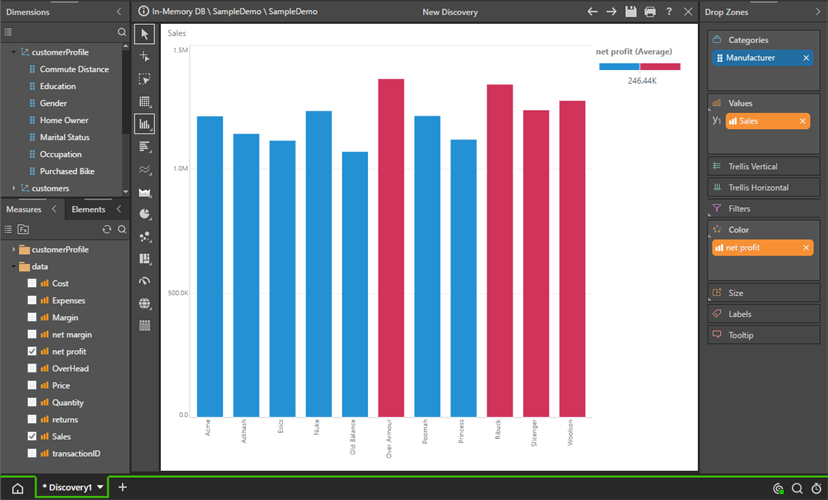 Dimensions
In-Memory DB \ SampleDemo \ SampleDemo
New Discovery
?
Drop Zones
customerProfile
Commute Distance
Education
Gender
Home Owner
Marital Status
Occupation
Purchased Bike
customers
Measures
Elements
Fx
customerProfile
data
Cost
Expenses
Margin
net margin
net profit
OverHead
Price
Quantity
returns
Sales
transactionID
Sales
1.5M
1.0M
500.0K
0.0
Acme
Adihash
Esics
Nuke
Old Balance
Over Armour
Poomah
Princess
Ribuck
Slicenger
Woolson
net profit (Average)
246.44K
Categories
Manufacturer
Values
y1 Sales
Trellis Vertical
Trellis Horizontal
Filters
Color
net profit
Size
Labels
Tooltip
* Discovery1